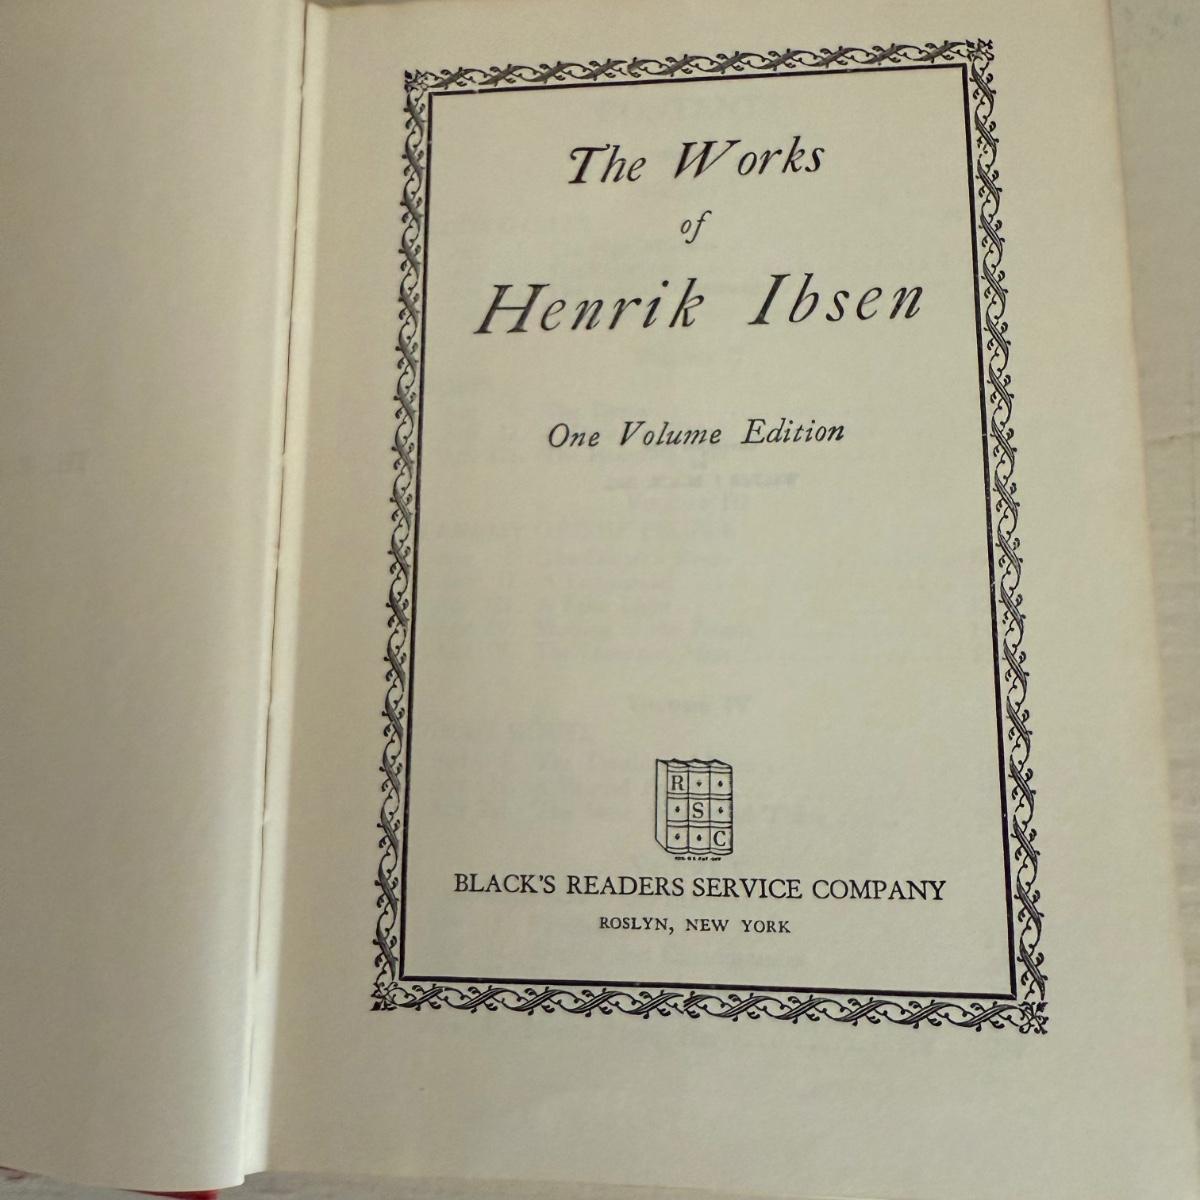 The Works
of
Henrik Ibsen
One Volume Edition
R
S
C
BLACK'S READERS SERVICE COMPANY
ROSLYN, NEW YORK